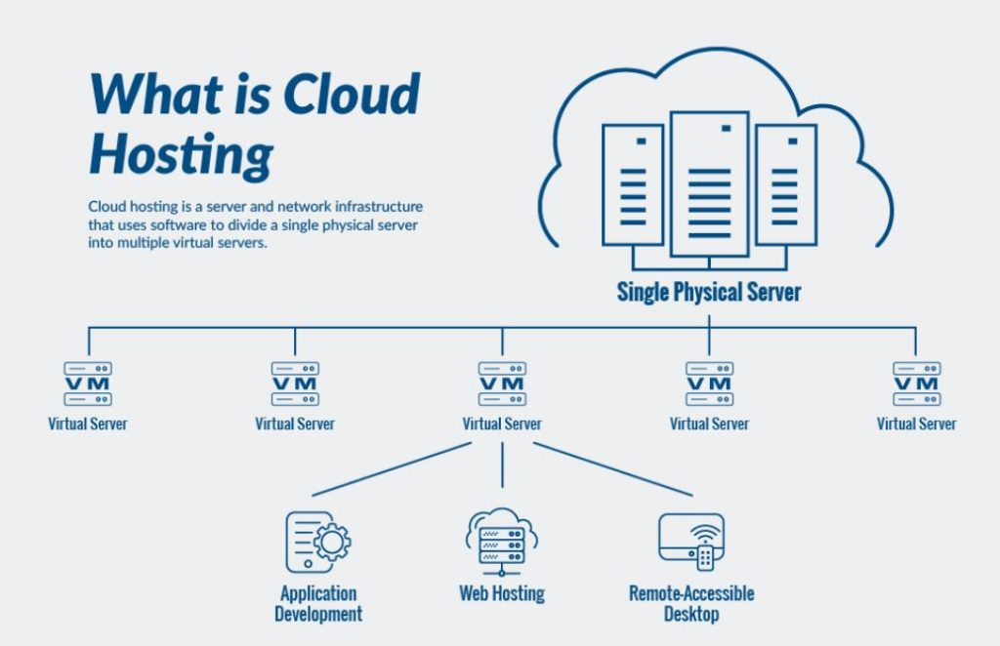 What is Cloud
Hosting
Cloud hosting is a server and network infrastructure
that uses software to divide a single physical server
into multiple virtual servers.
Single Physical Server
VM
VM
VM
VM
VM
Virtual Server
Virtual Server
Virtual Server
Virtual Server
Virtual Server
Application
Development
Web Hosting
Remote-Accessible
Desktop